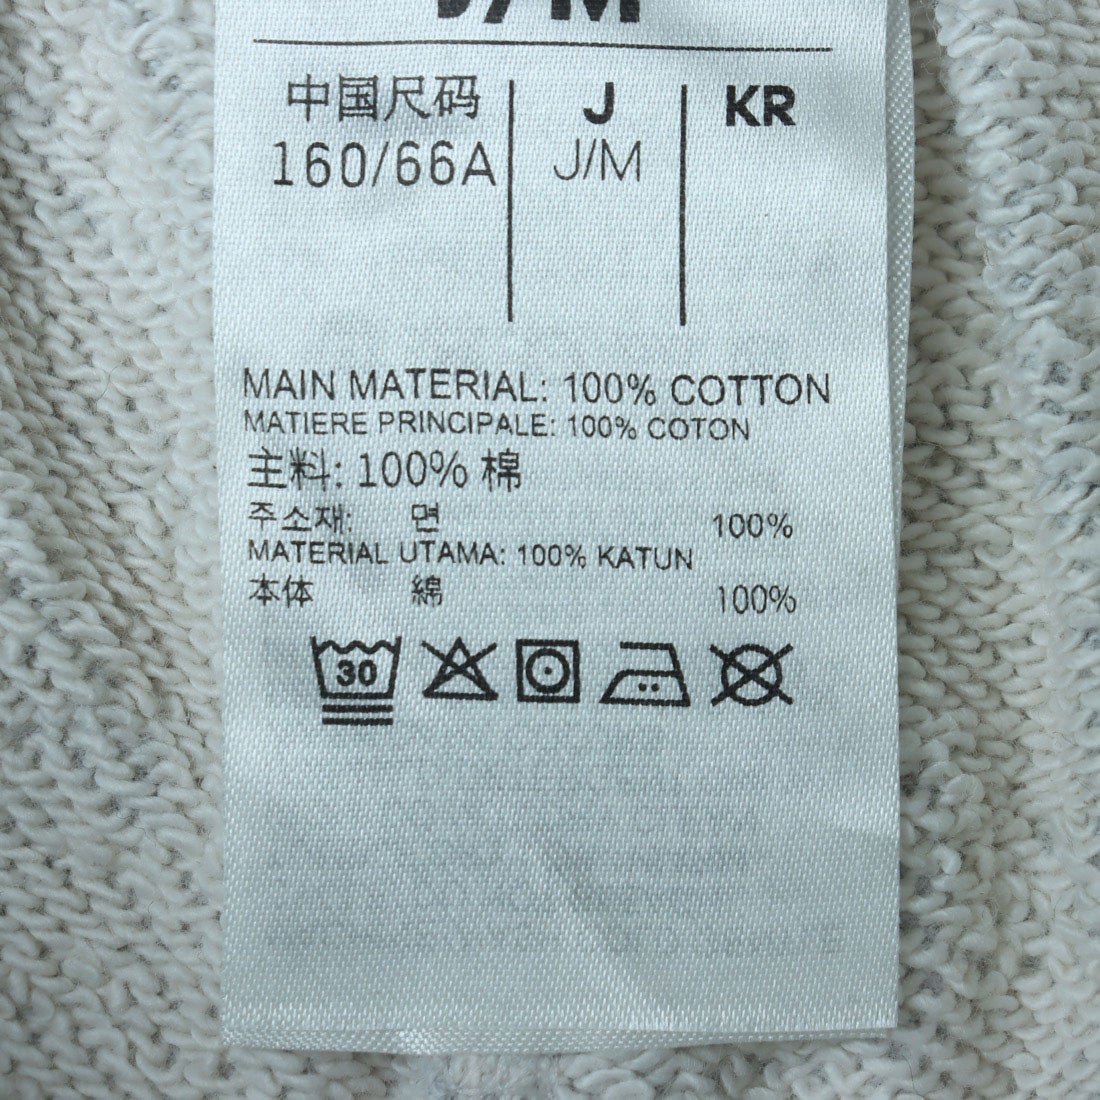 J/M
中国尺码 J KR
160/66A J/M
MAIN MATERIAL: 100% COTTON
MATIERE PRINCIPALE: 100% COTON
主料: 100% 棉
주소재: 면 100%
MATERIAL UTAMA: 100% KATUN
本体 綿 100%
30